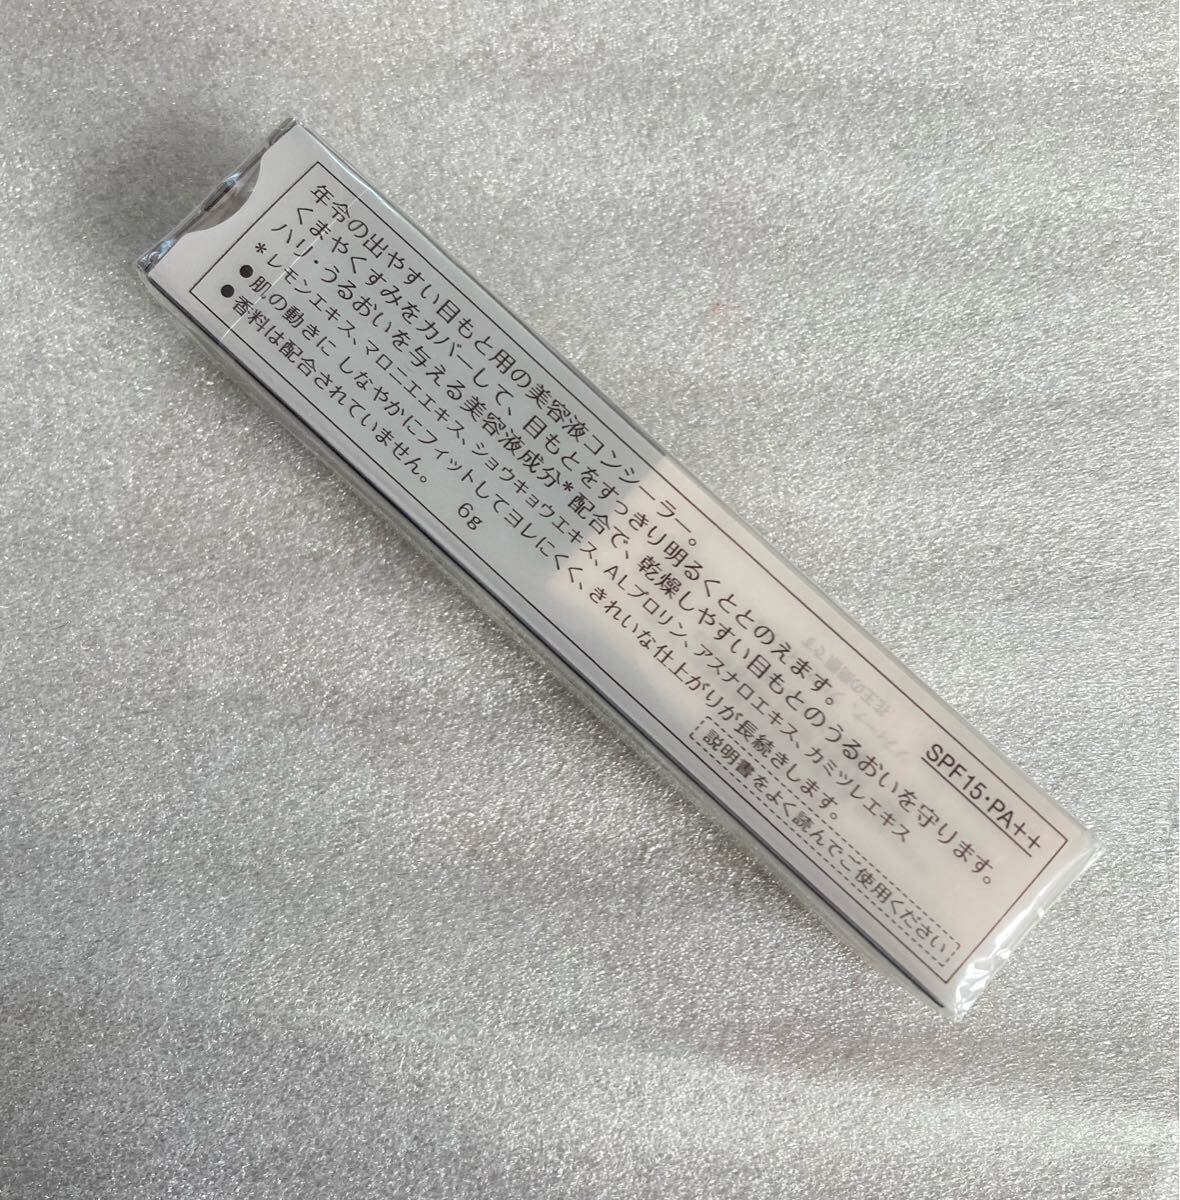 年令の出やすい目もと用の美容液コンシーラー。
くまやくすみをカバーして、目もとをすっきり明るくととのえます。
ハリ・うるおいを与える美容液成分*配合で、乾燥しやすい目もとのうるおいを守ります。
*レモンエキス、マロニエエキス、ショウキョウエキス、ALプロリン、アスナロエキス、カミツレエキス
●肌の動きに しなやかにフィットしてヨレにくく、きれいな仕上がりが長続きします。
●香料は配合されていません。
6g
SPF15・PA++
説明書をよく読んでご使用ください